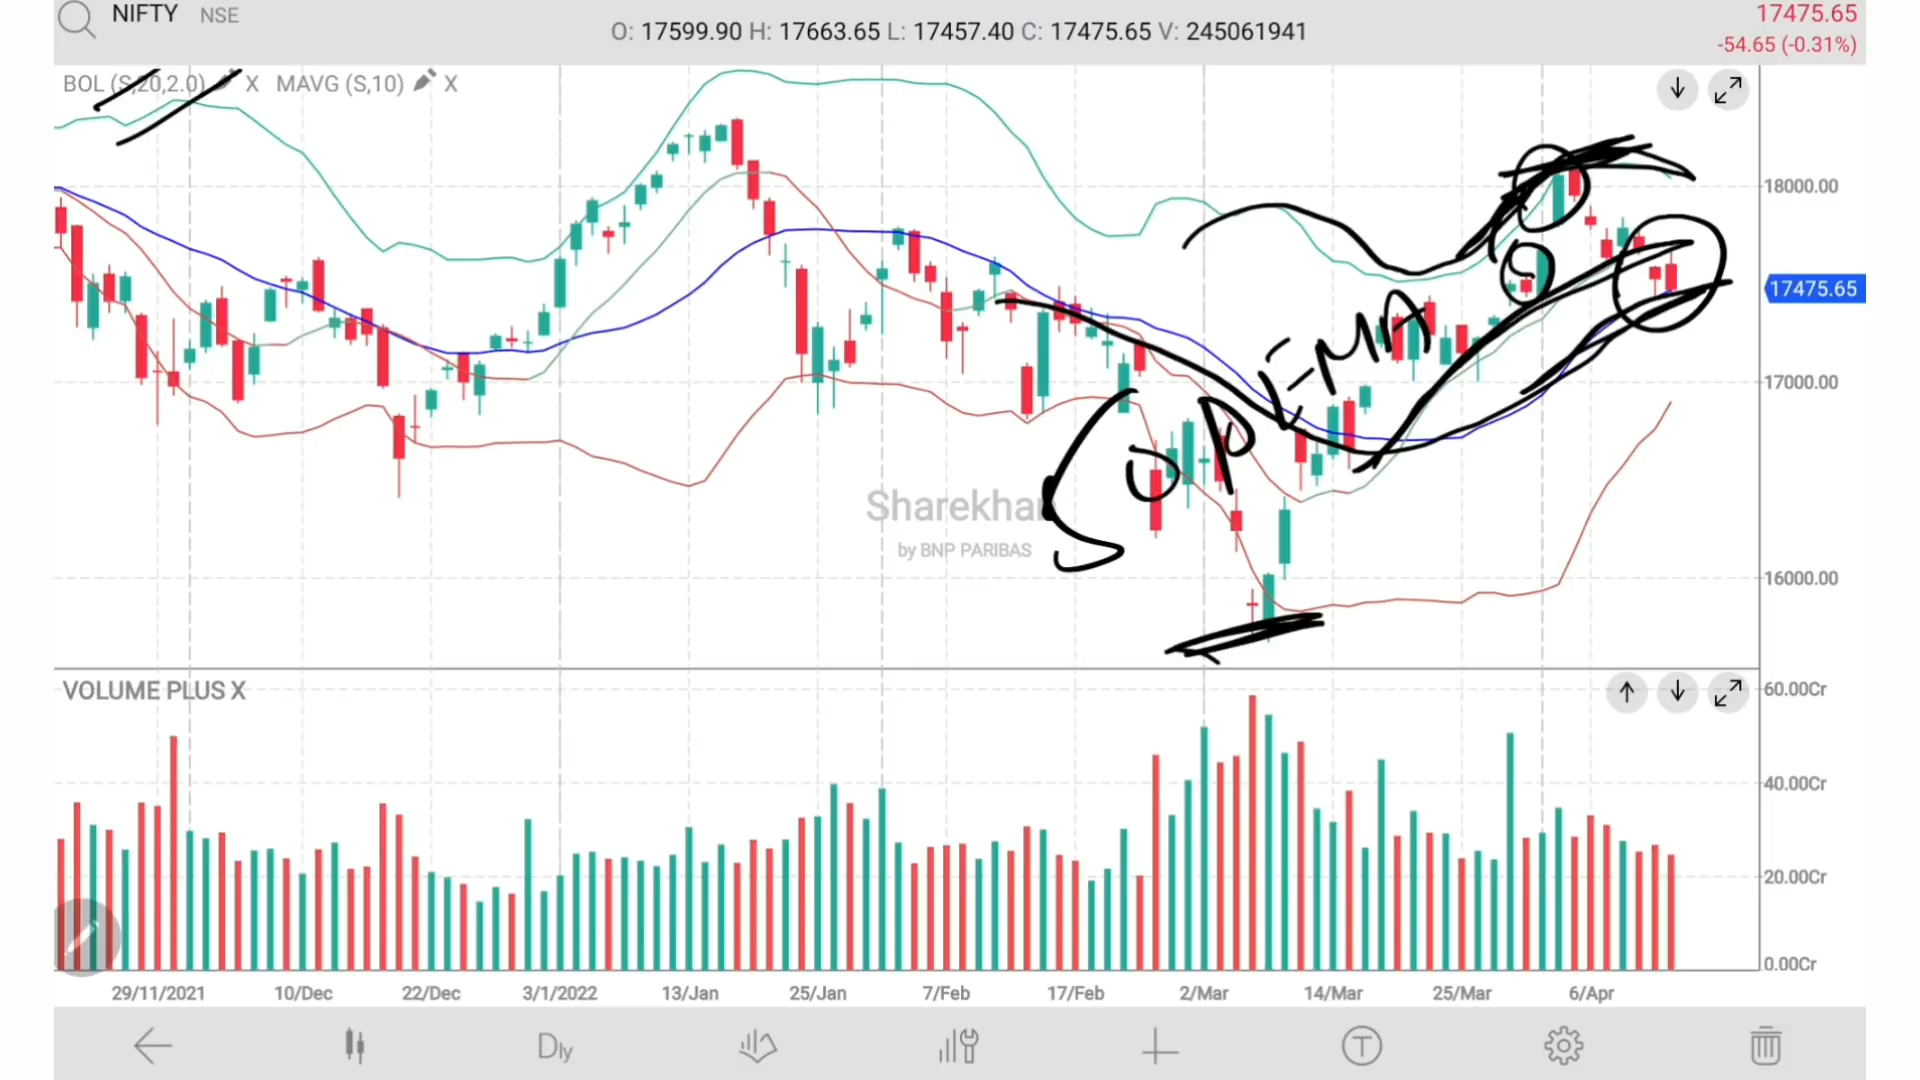 NIFTY NSE
O: 17599.90 H: 17663.65 L: 17457.40 C: 17475.65 V: 245061941
17475.65
-54.65 (-0.31%)
BOL (S,20,2.0) X MAVG (S,10) X
18000.00
17475.65
17000.00
16000.00
50 P EMA
Sharekhan
by BNP PARIBAS
VOLUME PLUS X
60.00Cr
40.00Cr
20.00Cr
0.00Cr
29/11/2021 10/Dec 22/Dec 3/1/2022 13/Jan 25/Jan 7/Feb 17/Feb 2/Mar 14/Mar 25/Mar 6/Apr
Dly T